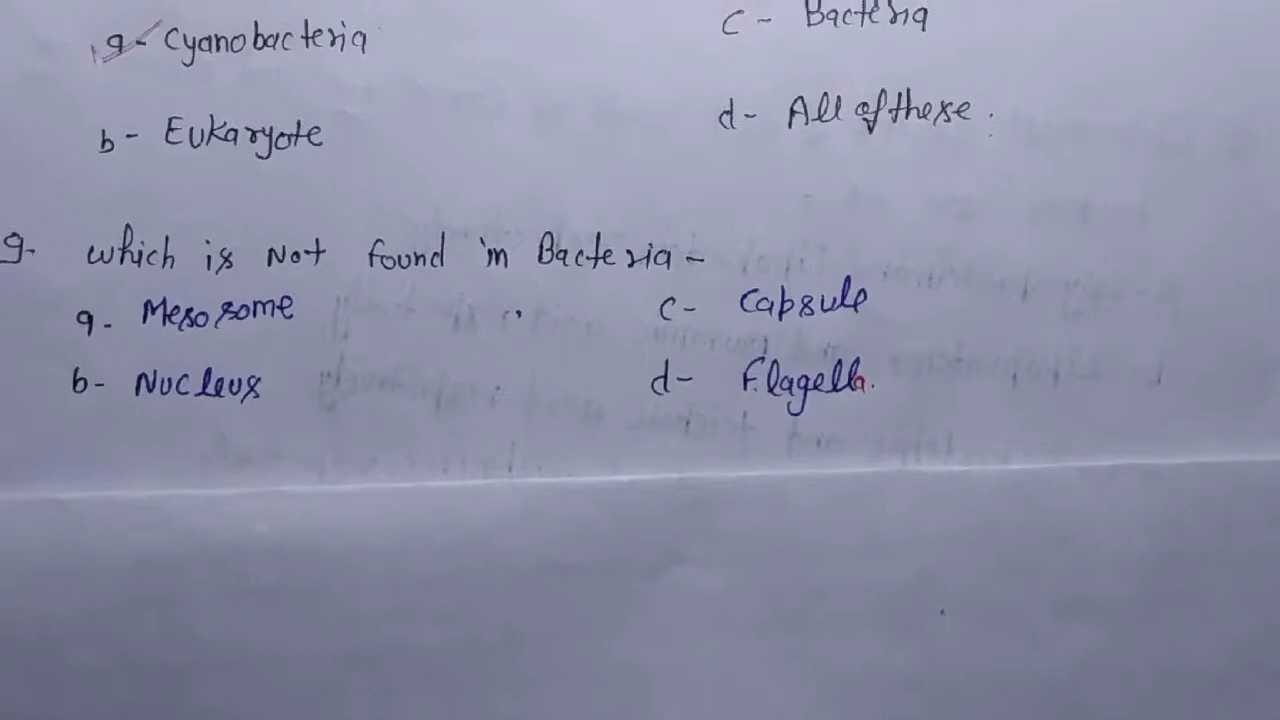 a- Cyanobacteria
c- Bacteria
b- Eukaryote
d- All of these.
9. which is Not found in Bacteria-
a. Mesosome
c- Capsule
b- Nucleus
d- Flagella.